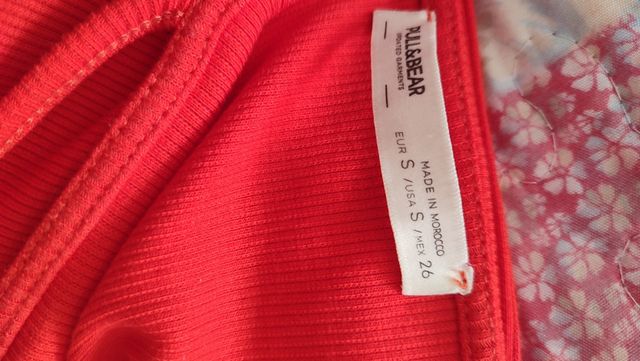 PULL&BEAR
UPDATED GARMENTS
MADE IN MOROCCO
EUR S / USA S / MEX 26